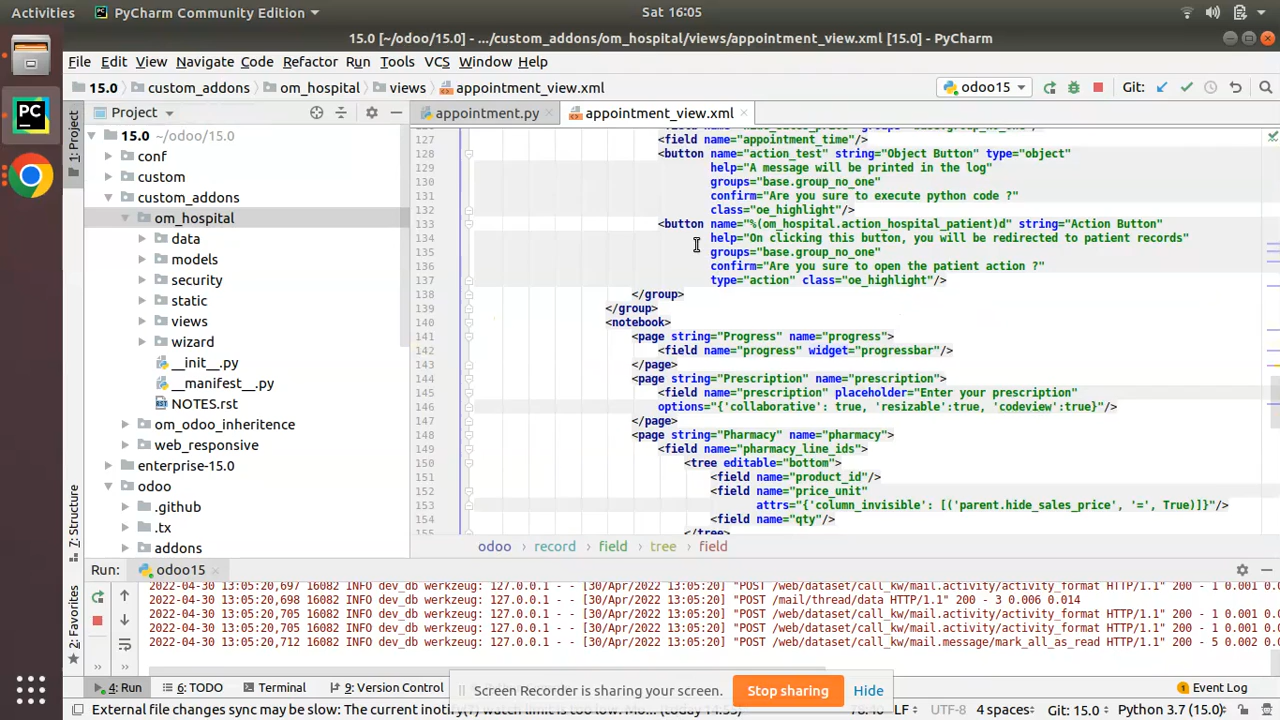 Activities PyCharm Community Edition Sat 16:05
15.0 [~/odoo/15.0] - .../custom_addons/om_hospital/views/appointment_view.xml [15.0] - PyCharm
File Edit View Navigate Code Refactor Run Tools VCS Window Help
15.0 custom_addons om_hospital views appointment_view.xml odoo15 Git:
Project appointment.py appointment_view.xml
1: Project
7: Structure
2: Favorites
15.0 ~/odoo/15.0
conf
custom
custom_addons
om_hospital
data
models
security
static
views
wizard
__init__.py
__manifest__.py
NOTES.rst
om_odoo_inheritence
web_responsive
enterprise-15.0
odoo
.github
.tx
addons
127 <field name="appointment_time"/>
128 <button name="action_test" string="Object Button" type="object"
129 help="A message will be printed in the log"
130 groups="base.group_no_one"
131 confirm="Are you sure to execute python code ?"
132 class="oe_highlight"/>
133 <button name="%(om_hospital.action_hospital_patient)d" string="Action Button"
134 help="On clicking this button, you will be redirected to patient records"
135 groups="base.group_no_one"
136 confirm="Are you sure to open the patient action ?"
137 type="action" class="oe_highlight"/>
138 </group>
139 </group>
140 <notebook>
141 <page string="Progress" name="progress">
142 <field name="progress" widget="progressbar"/>
143 </page>
144 <page string="Prescription" name="prescription">
145 <field name="prescription" placeholder="Enter your prescription"
146 options="{'collaborative': true, 'resizable':true, 'codeview':true}"/>
147 </page>
148 <page string="Pharmacy" name="pharmacy">
149 <field name="pharmacy_line_ids">
150 <tree editable="bottom">
151 <field name="product_id"/>
152 <field name="price_unit"
153 attrs="{'column_invisible': [('parent.hide_sales_price', '=', True)]}"/>
154 <field name="qty"/>
155 </tree>
odoo record field tree field
Run: odoo15
2022-04-30 13:05:20,697 16082 INFO dev_db werkzeug: 127.0.0.1 - - [30/Apr/2022 13:05:20] "POST /web/dataset/call_kw/mail.activity/activity_format HTTP/1.1" 200 - 1 0.001 0
2022-04-30 13:05:20,698 16082 INFO dev_db werkzeug: 127.0.0.1 - - [30/Apr/2022 13:05:20] "POST /mail/thread/data HTTP/1.1" 200 - 3 0.006 0.014
2022-04-30 13:05:20,705 16082 INFO dev_db werkzeug: 127.0.0.1 - - [30/Apr/2022 13:05:20] "POST /web/dataset/call_kw/mail.activity/activity_format HTTP/1.1" 200 - 1 0.001 0
2022-04-30 13:05:20,705 16082 INFO dev_db werkzeug: 127.0.0.1 - - [30/Apr/2022 13:05:20] "POST /web/dataset/call_kw/mail.activity/activity_format HTTP/1.1" 200 - 1 0.001 0
2022-04-30 13:05:20,712 16082 INFO dev_db werkzeug: 127.0.0.1 - - [30/Apr/2022 13:05:20] "POST /web/dataset/call_kw/mail.message/mark_all_as_read HTTP/1.1" 200 - 5 0.002 0
4: Run 6: TODO Terminal 9: Version Control 1 Event Log
Screen Recorder is sharing your screen. Stop sharing Hide
External file changes sync may be slow: The current inotify(7) watch limit is too low. Mo... (today 14:55) LF UTF-8 4 spaces Git: 15.0 Python 3.7 (15.0)